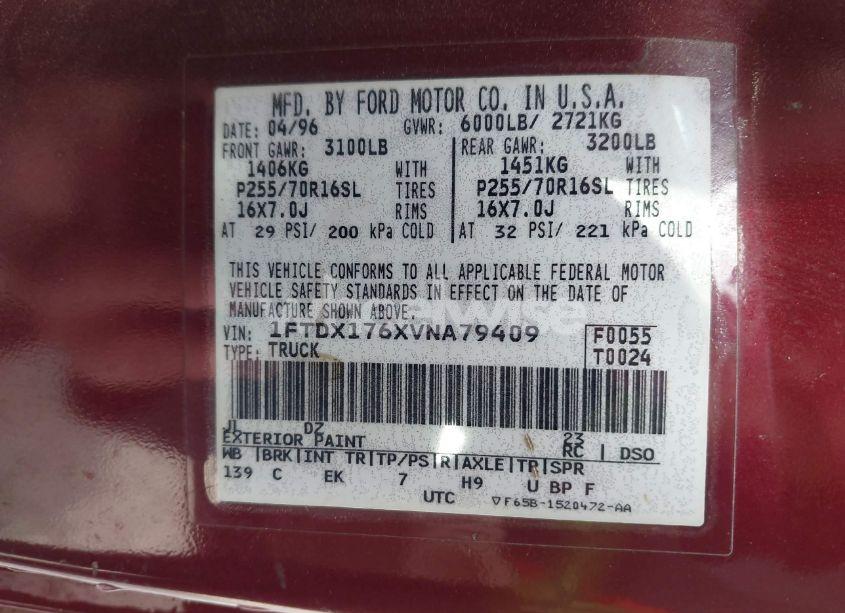 MFD. BY FORD MOTOR CO. IN U.S.A.
DATE: 04/96 GVWR: 6000LB/ 2721KG
FRONT GAWR: 3100LB REAR GAWR: 3200LB
1406KG WITH 1451KG WITH
P255/70R16SL TIRES P255/70R16SL TIRES
16X7.0J RIMS 16X7.0J RIMS
AT 29 PSI/ 200 kPa COLD AT 32 PSI/ 221 kPa COLD
THIS VEHICLE CONFORMS TO ALL APPLICABLE FEDERAL MOTOR
VEHICLE SAFETY STANDARDS IN EFFECT ON THE DATE OF
MANUFACTURE SHOWN ABOVE.
VIN: 1FTDX176XVNA79409 F0055
TYPE: TRUCK T0024
JL DZ
EXTERIOR PAINT 23 RC DSO
WB BRK INT TR TP/PS R AXLE TR SPR
139 C EK 7 H9 U BP F
UTC ▽F65B-1520472-AA